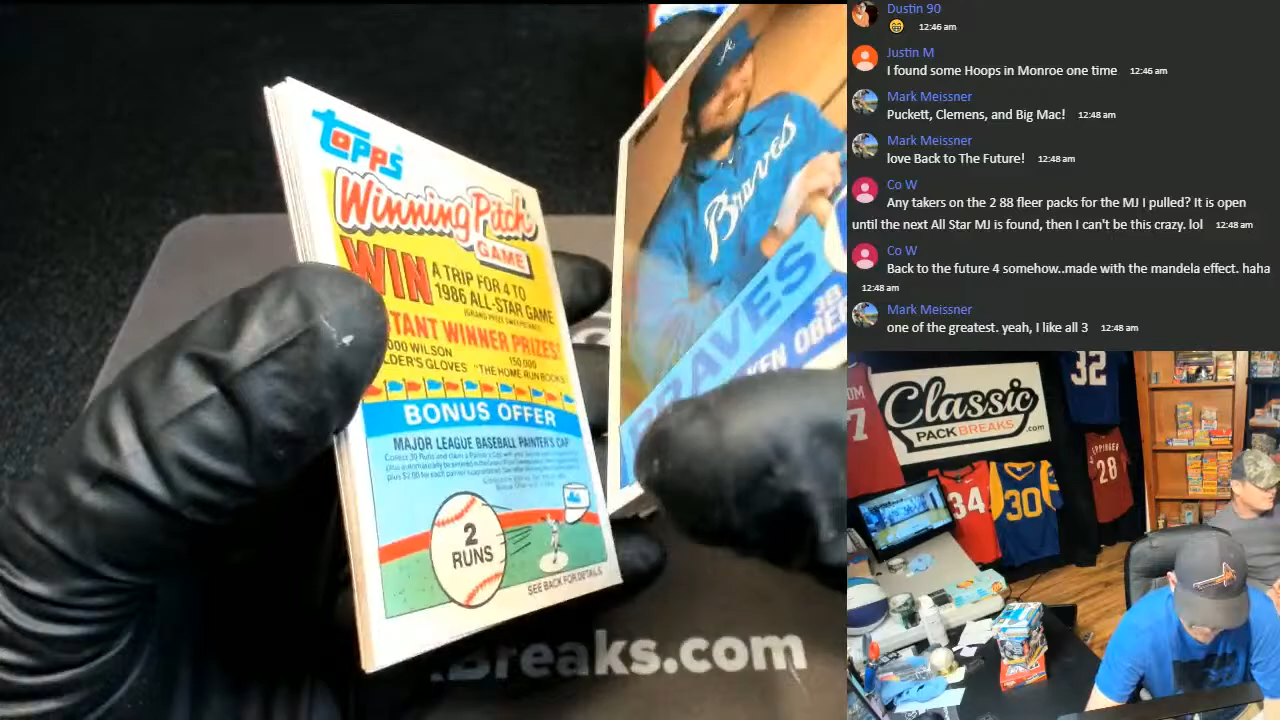 TOPPS
Winning Pitch
GAME
WIN
A TRIP FOR 4 TO
1986 ALL-STAR GAME
(GRAND PRIZE SWEEPSTAKES)
TANT WINNER PRIZES!
000 WILSON
LDER'S GLOVES
150,000
"THE HOME RUN BOOKS"
BONUS OFFER
MAJOR LEAGUE BASEBALL PAINTER'S CAP
2
RUNS
SEE BACK FOR DETAILS
A
Braves
BRAVES
3B
KEN OBE
.Breaks.com
Dustin 90
😁 12:46 am
Justin M
I found some Hoops in Monroe one time 12:46 am
Mark Meissner
Puckett, Clemens, and Big Mac! 12:48 am
Mark Meissner
love Back to The Future! 12:48 am
Co W
Any takers on the 2 88 fleer packs for the MJ I pulled? It is open
until the next All Star MJ is found, then I can't be this crazy. lol 12:48 am
Co W
Back to the future 4 somehow..made with the mandela effect. haha
12:48 am
Mark Meissner
one of the greatest. yeah, I like all 3 12:48 am
OM
7
Classic
PACK BREAKS .com
32
34
30
EPPINGER
28